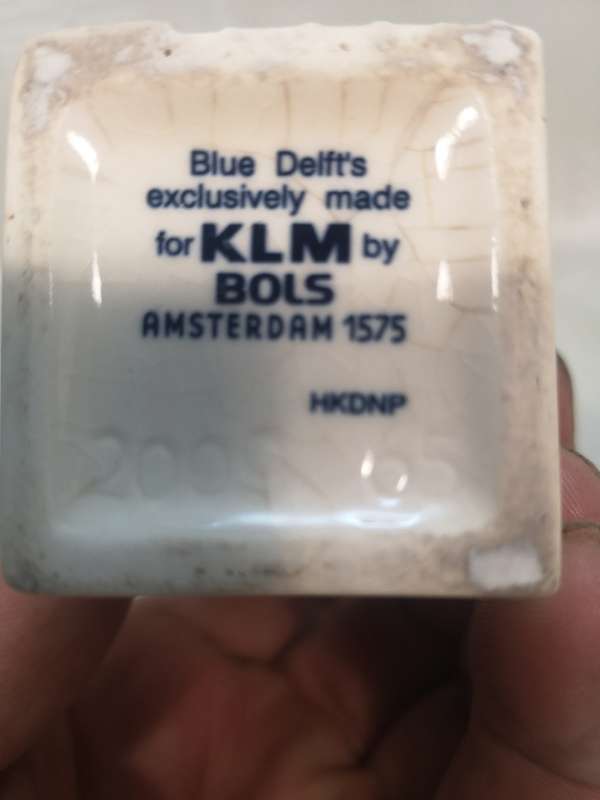 Blue Delft's
exclusively made
for KLM by
BOLS
AMSTERDAM 1575
HKDNP